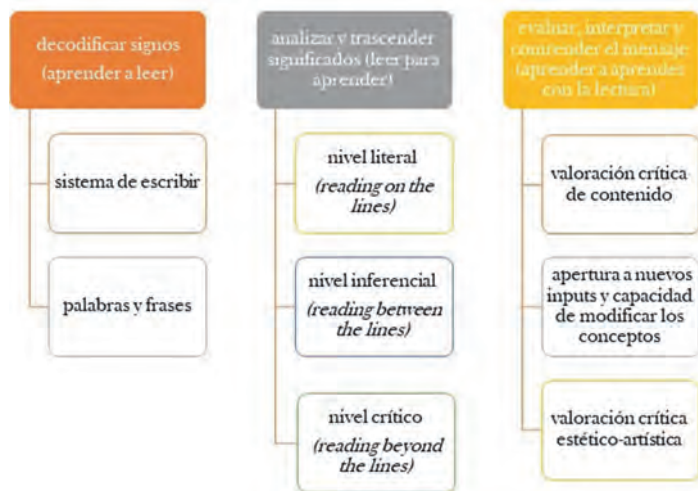 decodificar signos
(aprender a leer)
sistema de escribir
palabras y frases
analizar y trascender
significados (leer para
aprender)
nivel literal
(reading on the
lines)
nivel inferencial
(reading between
the lines)
nivel crítico
(reading beyond
the lines)
evaluar, interpretar y
comprender el mensaje
(aprender a aprender
con la lectura)
valoración crítica
de contenido
apertura a nuevos
inputs y capacidad
de modificar los
conceptos
valoración crítica
estético-artística